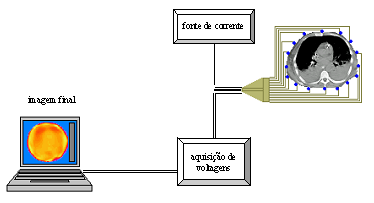 fonte de corrente
imagem final
aquisição de
voltagens